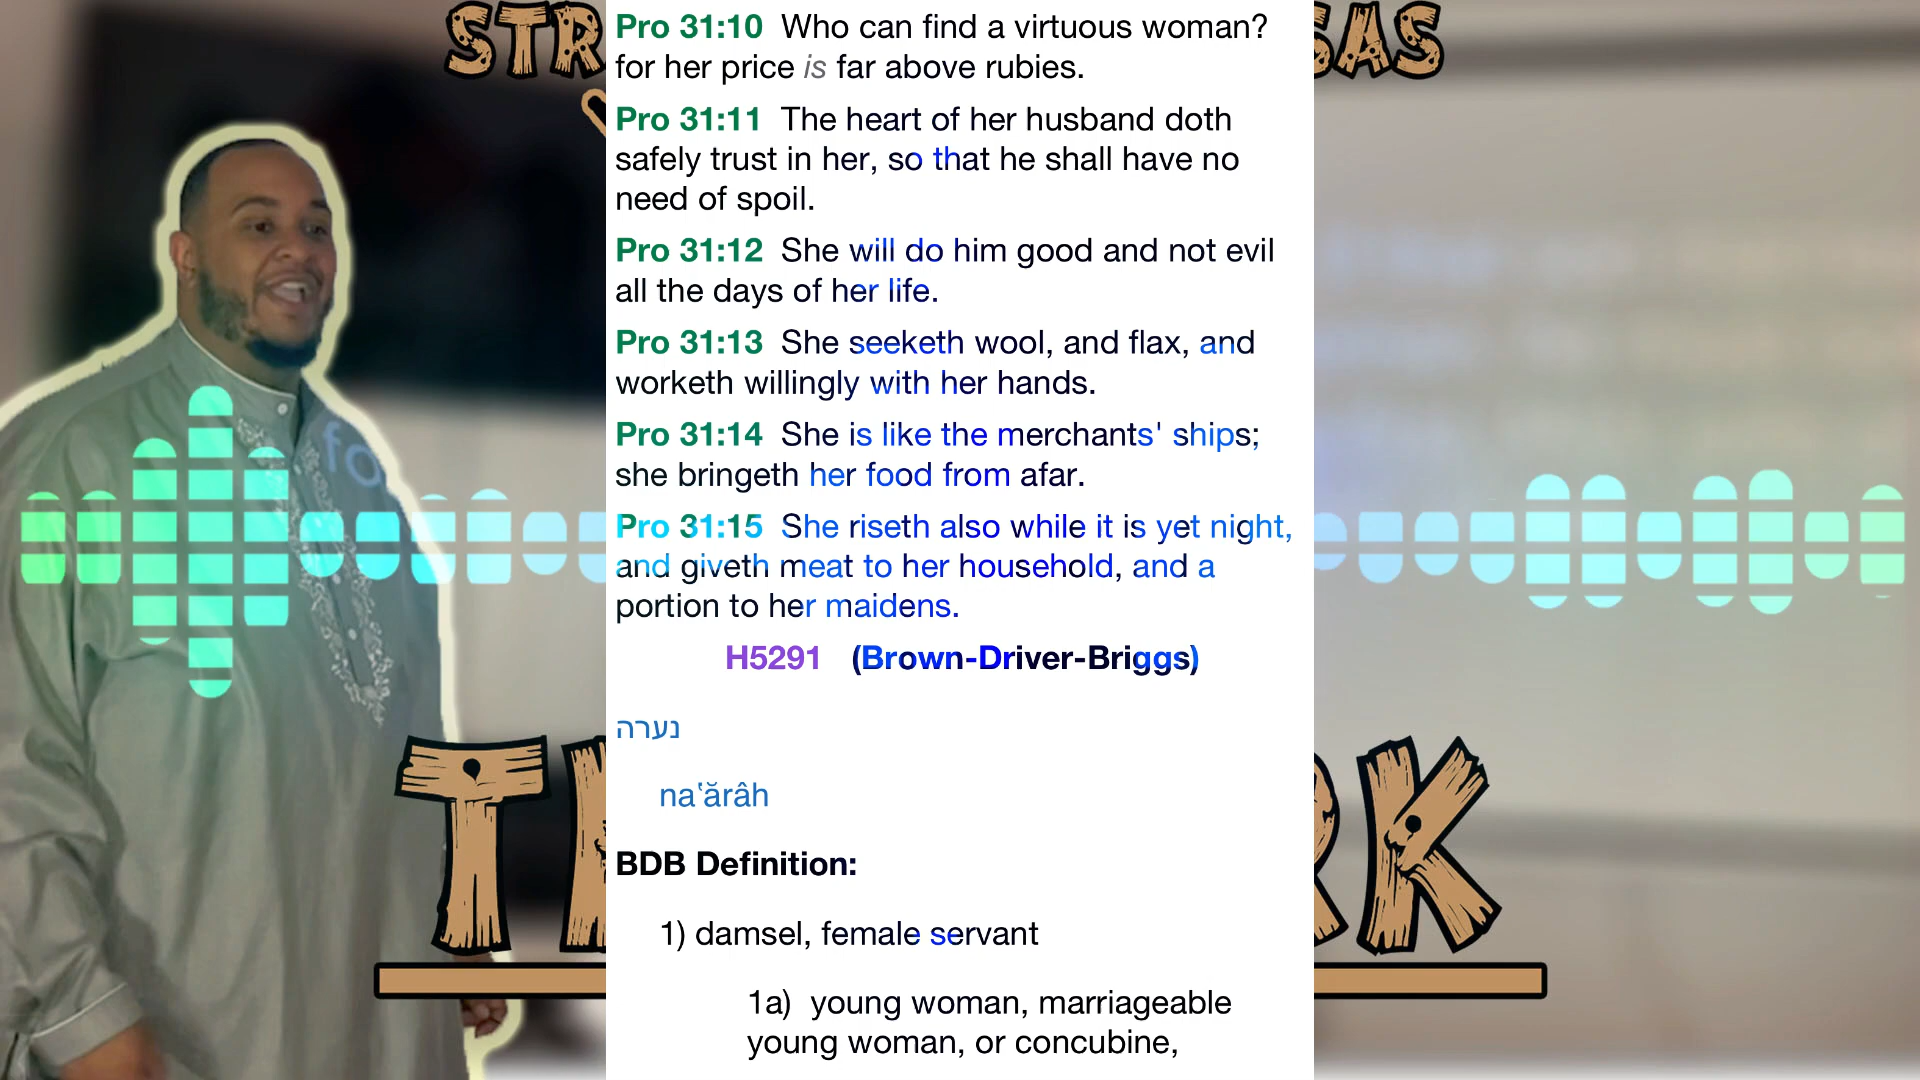 STR
SAS
Pro 31:10 Who can find a virtuous woman?
for her price is far above rubies.
Pro 31:11 The heart of her husband doth
safely trust in her, so that he shall have no
need of spoil.
Pro 31:12 She will do him good and not evil
all the days of her life.
Pro 31:13 She seeketh wool, and flax, and
worketh willingly with her hands.
Pro 31:14 She is like the merchants' ships;
she bringeth her food from afar.
Pro 31:15 She riseth also while it is yet night,
and giveth meat to her household, and a
portion to her maidens.
H5291 (Brown-Driver-Briggs)
נערה
na‛ărâh
BDB Definition:
1) damsel, female servant
1a) young woman, marriageable
young woman, or concubine,
fo
T
RK